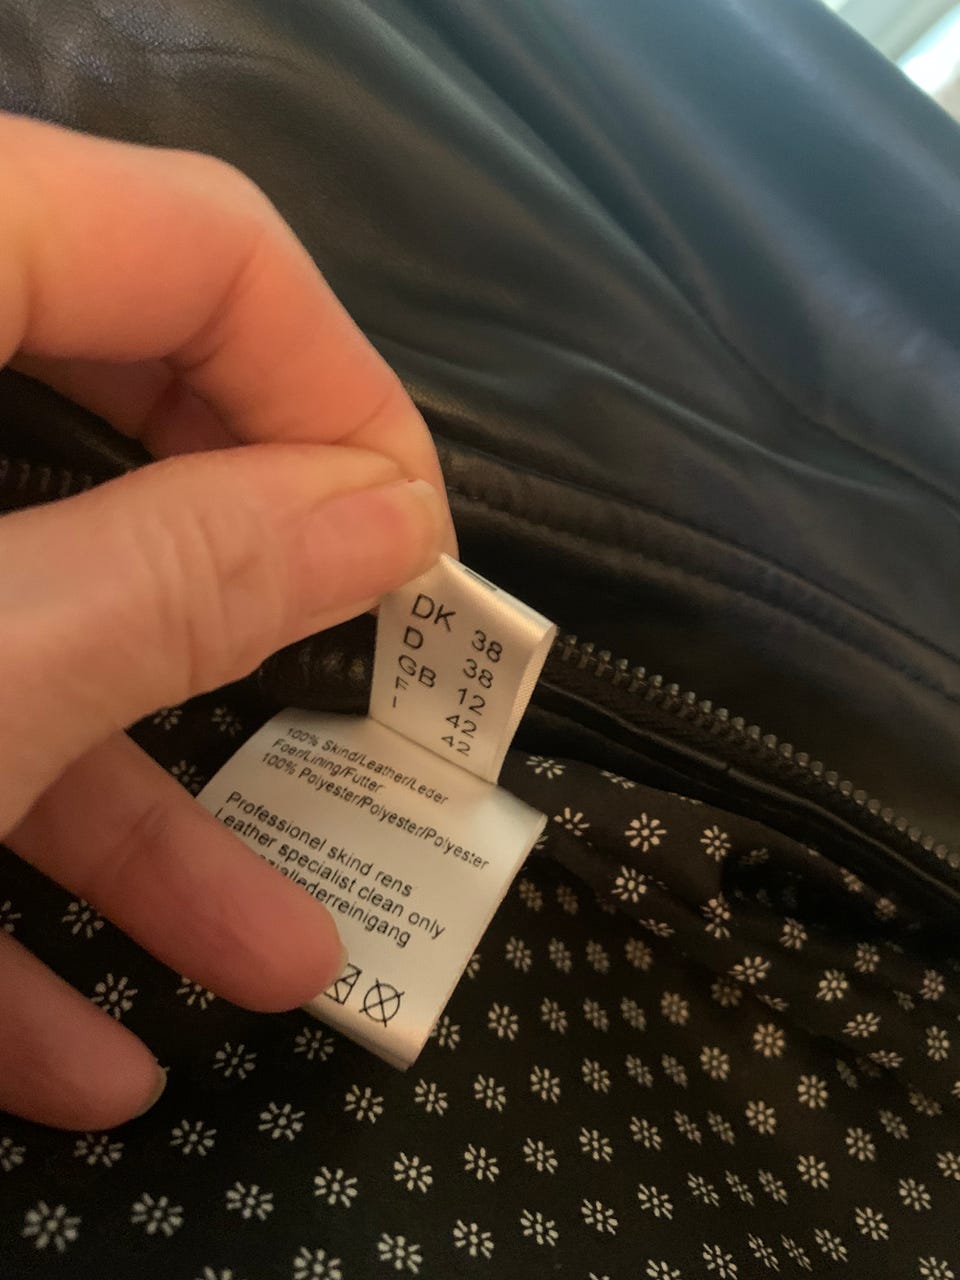 DK 38
D 38
GB 12
F 42
I 42
100% Skind/Leather/Leder
Foer/Lining/Futter
100% Polyester/Polyester/Polyester
Professionel skind rens
Leather specialist clean only